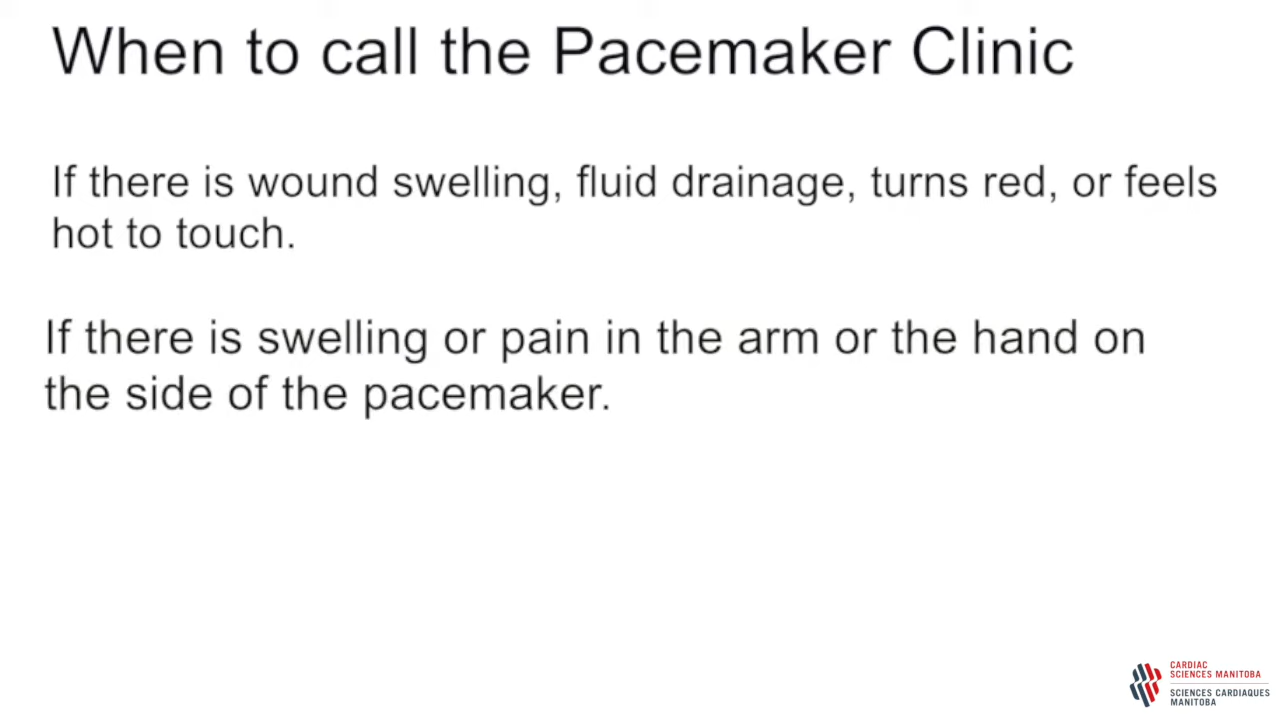 When to call the Pacemaker Clinic
If there is wound swelling, fluid drainage, turns red, or feels
hot to touch.
If there is swelling or pain in the arm or the hand on
the side of the pacemaker.
CARDIAC
SCIENCES MANITOBA
SCIENCES CARDIAQUES
MANITOBA